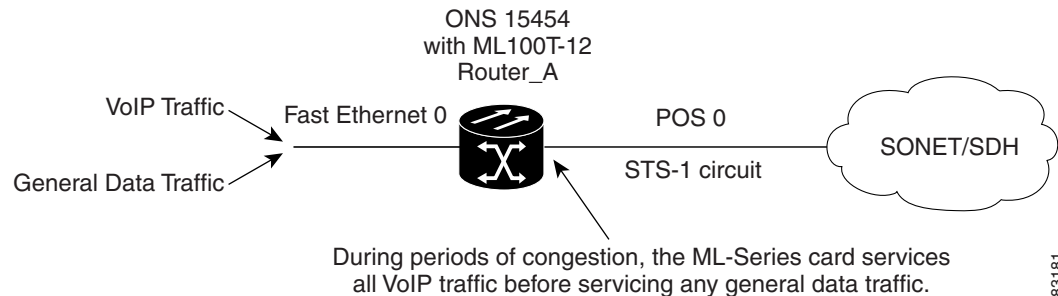 ONS 15454
with ML100T-12
Router_A
VoIP Traffic
Fast Ethernet 0
POS 0
SONET/SDH
General Data Traffic
STS-1 circuit
During periods of congestion, the ML-Series card services
all VoIP traffic before servicing any general data traffic.
83181